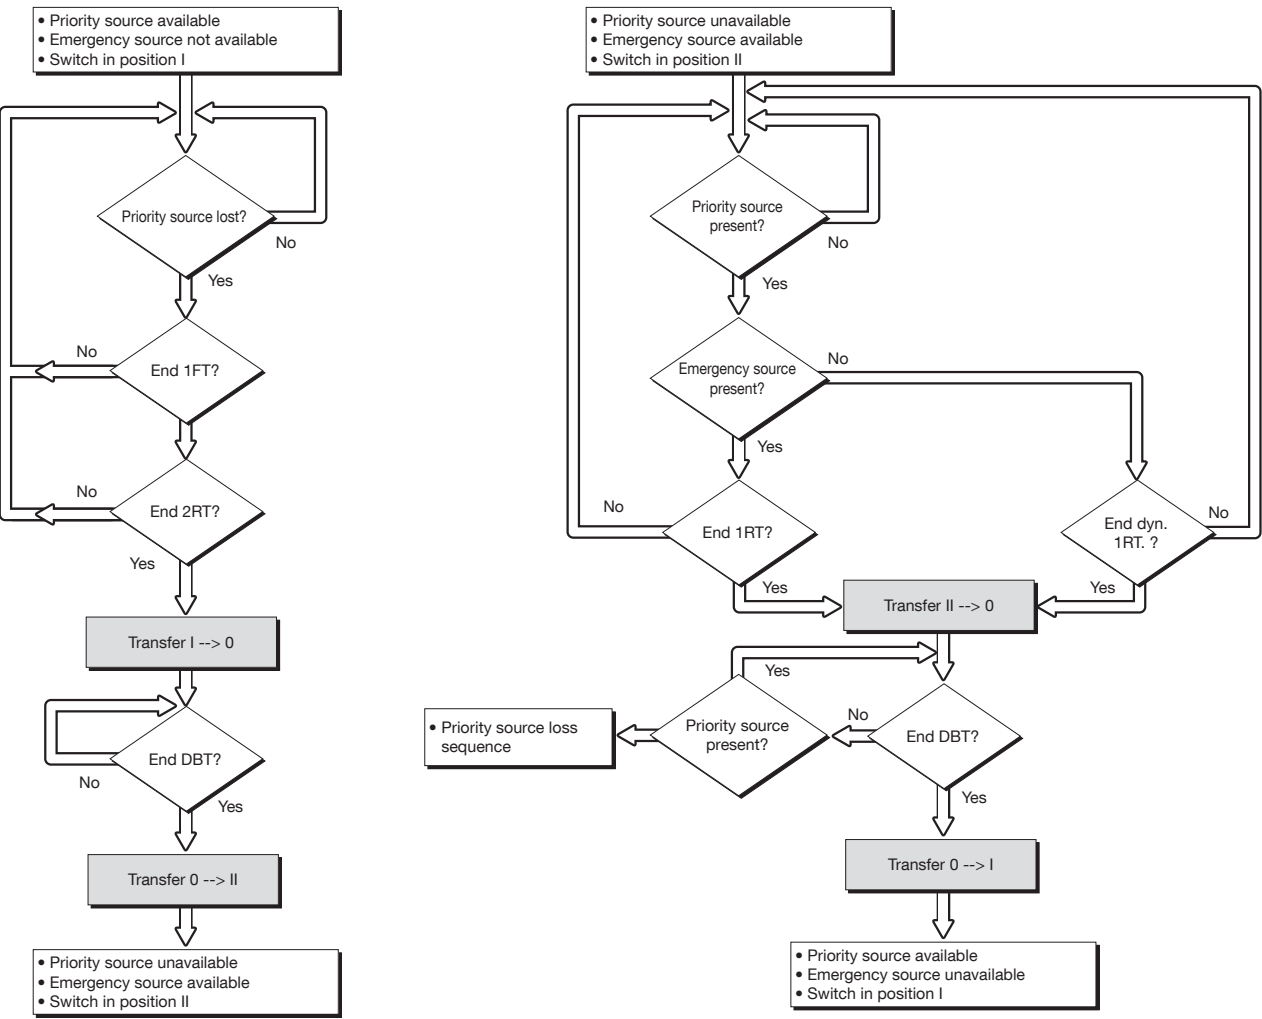 • Priority source available
• Emergency source not available
• Switch in position I
Priority source lost?
No
Yes
End 1FT?
No
End 2RT?
No
Yes
Transfer I --> 0
End DBT?
No
Yes
Transfer 0 --> II
• Priority source unavailable
• Emergency source available
• Switch in position II
• Priority source unavailable
• Emergency source available
• Switch in position II
Priority source
present?
No
Yes
Emergency source
present?
No
Yes
End 1RT?
No
Yes
End dyn.
1RT. ?
No
Yes
Transfer II --> 0
Yes
Priority source
present?
No
End DBT?
• Priority source loss
sequence
Yes
Transfer 0 --> I
• Priority source available
• Emergency source unavailable
• Switch in position I